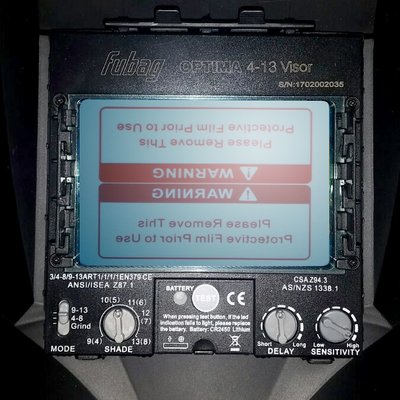 Fubag OPTIMA 4-13 Visor
S/N:1702002035
Protective Film Prior to Use
Please Remove This
WARNING
WARNING
Please Remove This
Protective Film Prior to Use
3/4-8/9-13ART1/1/1/1EN379 CE
ANSI/ISEA Z87.1
BATTERY
TEST
CE
CSA Z94.3
AS/NZS 1338.1
When pressing test button, If the led
indication fails to light, please replace
the battery. Battery: CR2450 Lithium
9-13
4-8
Grind
MODE
10(5)
11(6)
12
(7)
9(4)
13(8)
SHADE
Short
Long
DELAY
Low
High
SENSITIVITY